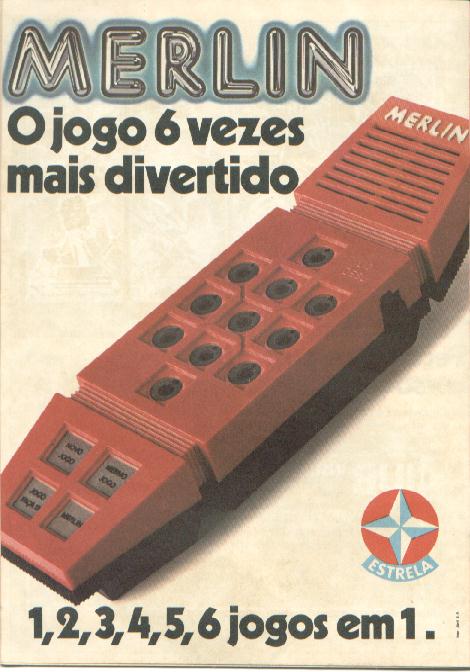 MERLIN
O jogo 6 vezes
mais divertido
MERLIN
NOVO
JOGO
MESMO
JOGO
JOGO
MERLIN
ESTRELA
1,2,3,4,5,6 jogos em 1.